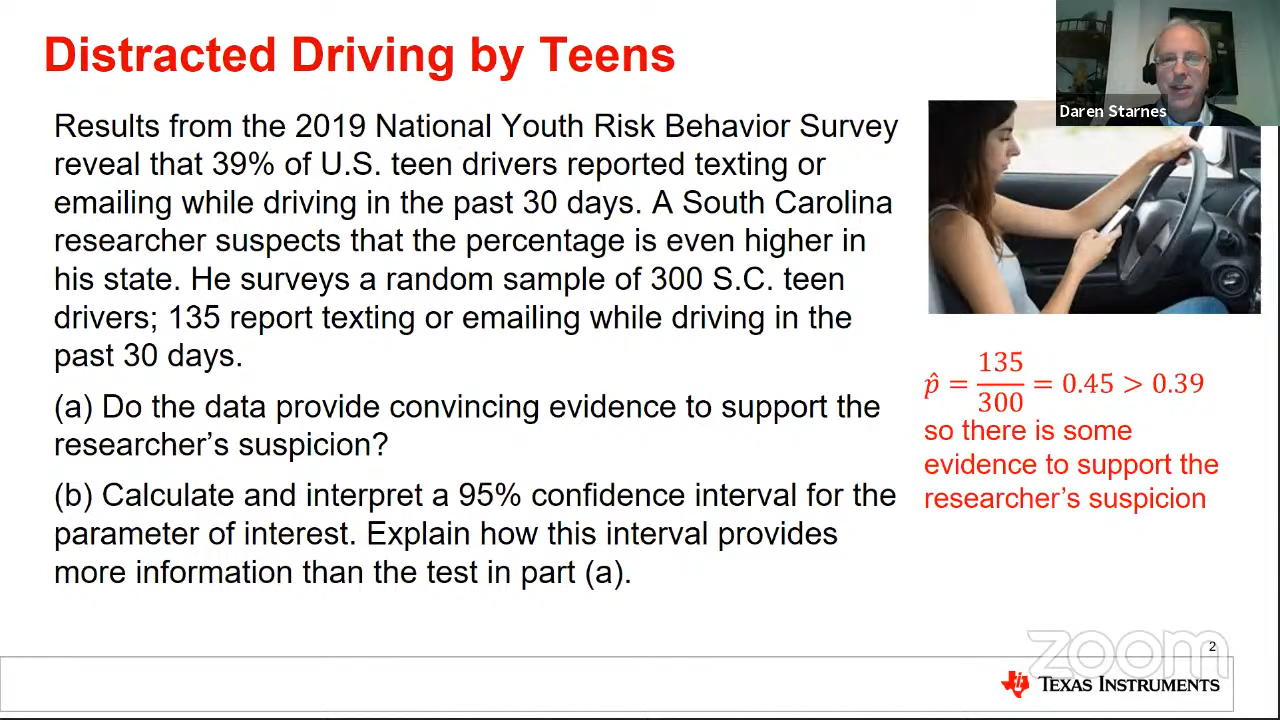 Distracted Driving by Teens
Daren Starnes
Results from the 2019 National Youth Risk Behavior Survey
reveal that 39% of U.S. teen drivers reported texting or
emailing while driving in the past 30 days. A South Carolina
researcher suspects that the percentage is even higher in
his state. He surveys a random sample of 300 S.C. teen
drivers; 135 report texting or emailing while driving in the
past 30 days.
(a) Do the data provide convincing evidence to support the
researcher's suspicion?
(b) Calculate and interpret a 95% confidence interval for the
parameter of interest. Explain how this interval provides
more information than the test in part (a).
p̂ = 135/300 = 0.45 > 0.39
so there is some
evidence to support the
researcher's suspicion
zoom
2
TEXAS INSTRUMENTS